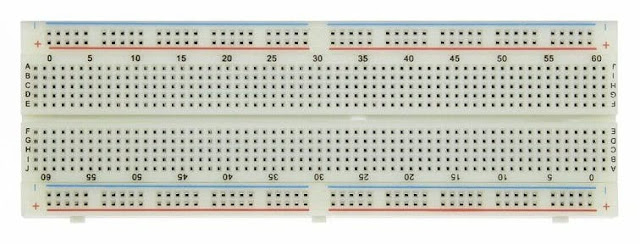 | |
+ +
0 5 10 15 20 25 30 35 40 45 50 55 60
A J
B I
C H
D G
E F
F E
G D
H C
I B
J A
60 55 50 45 40 35 30 25 20 15 10 5 0
| |
+ +